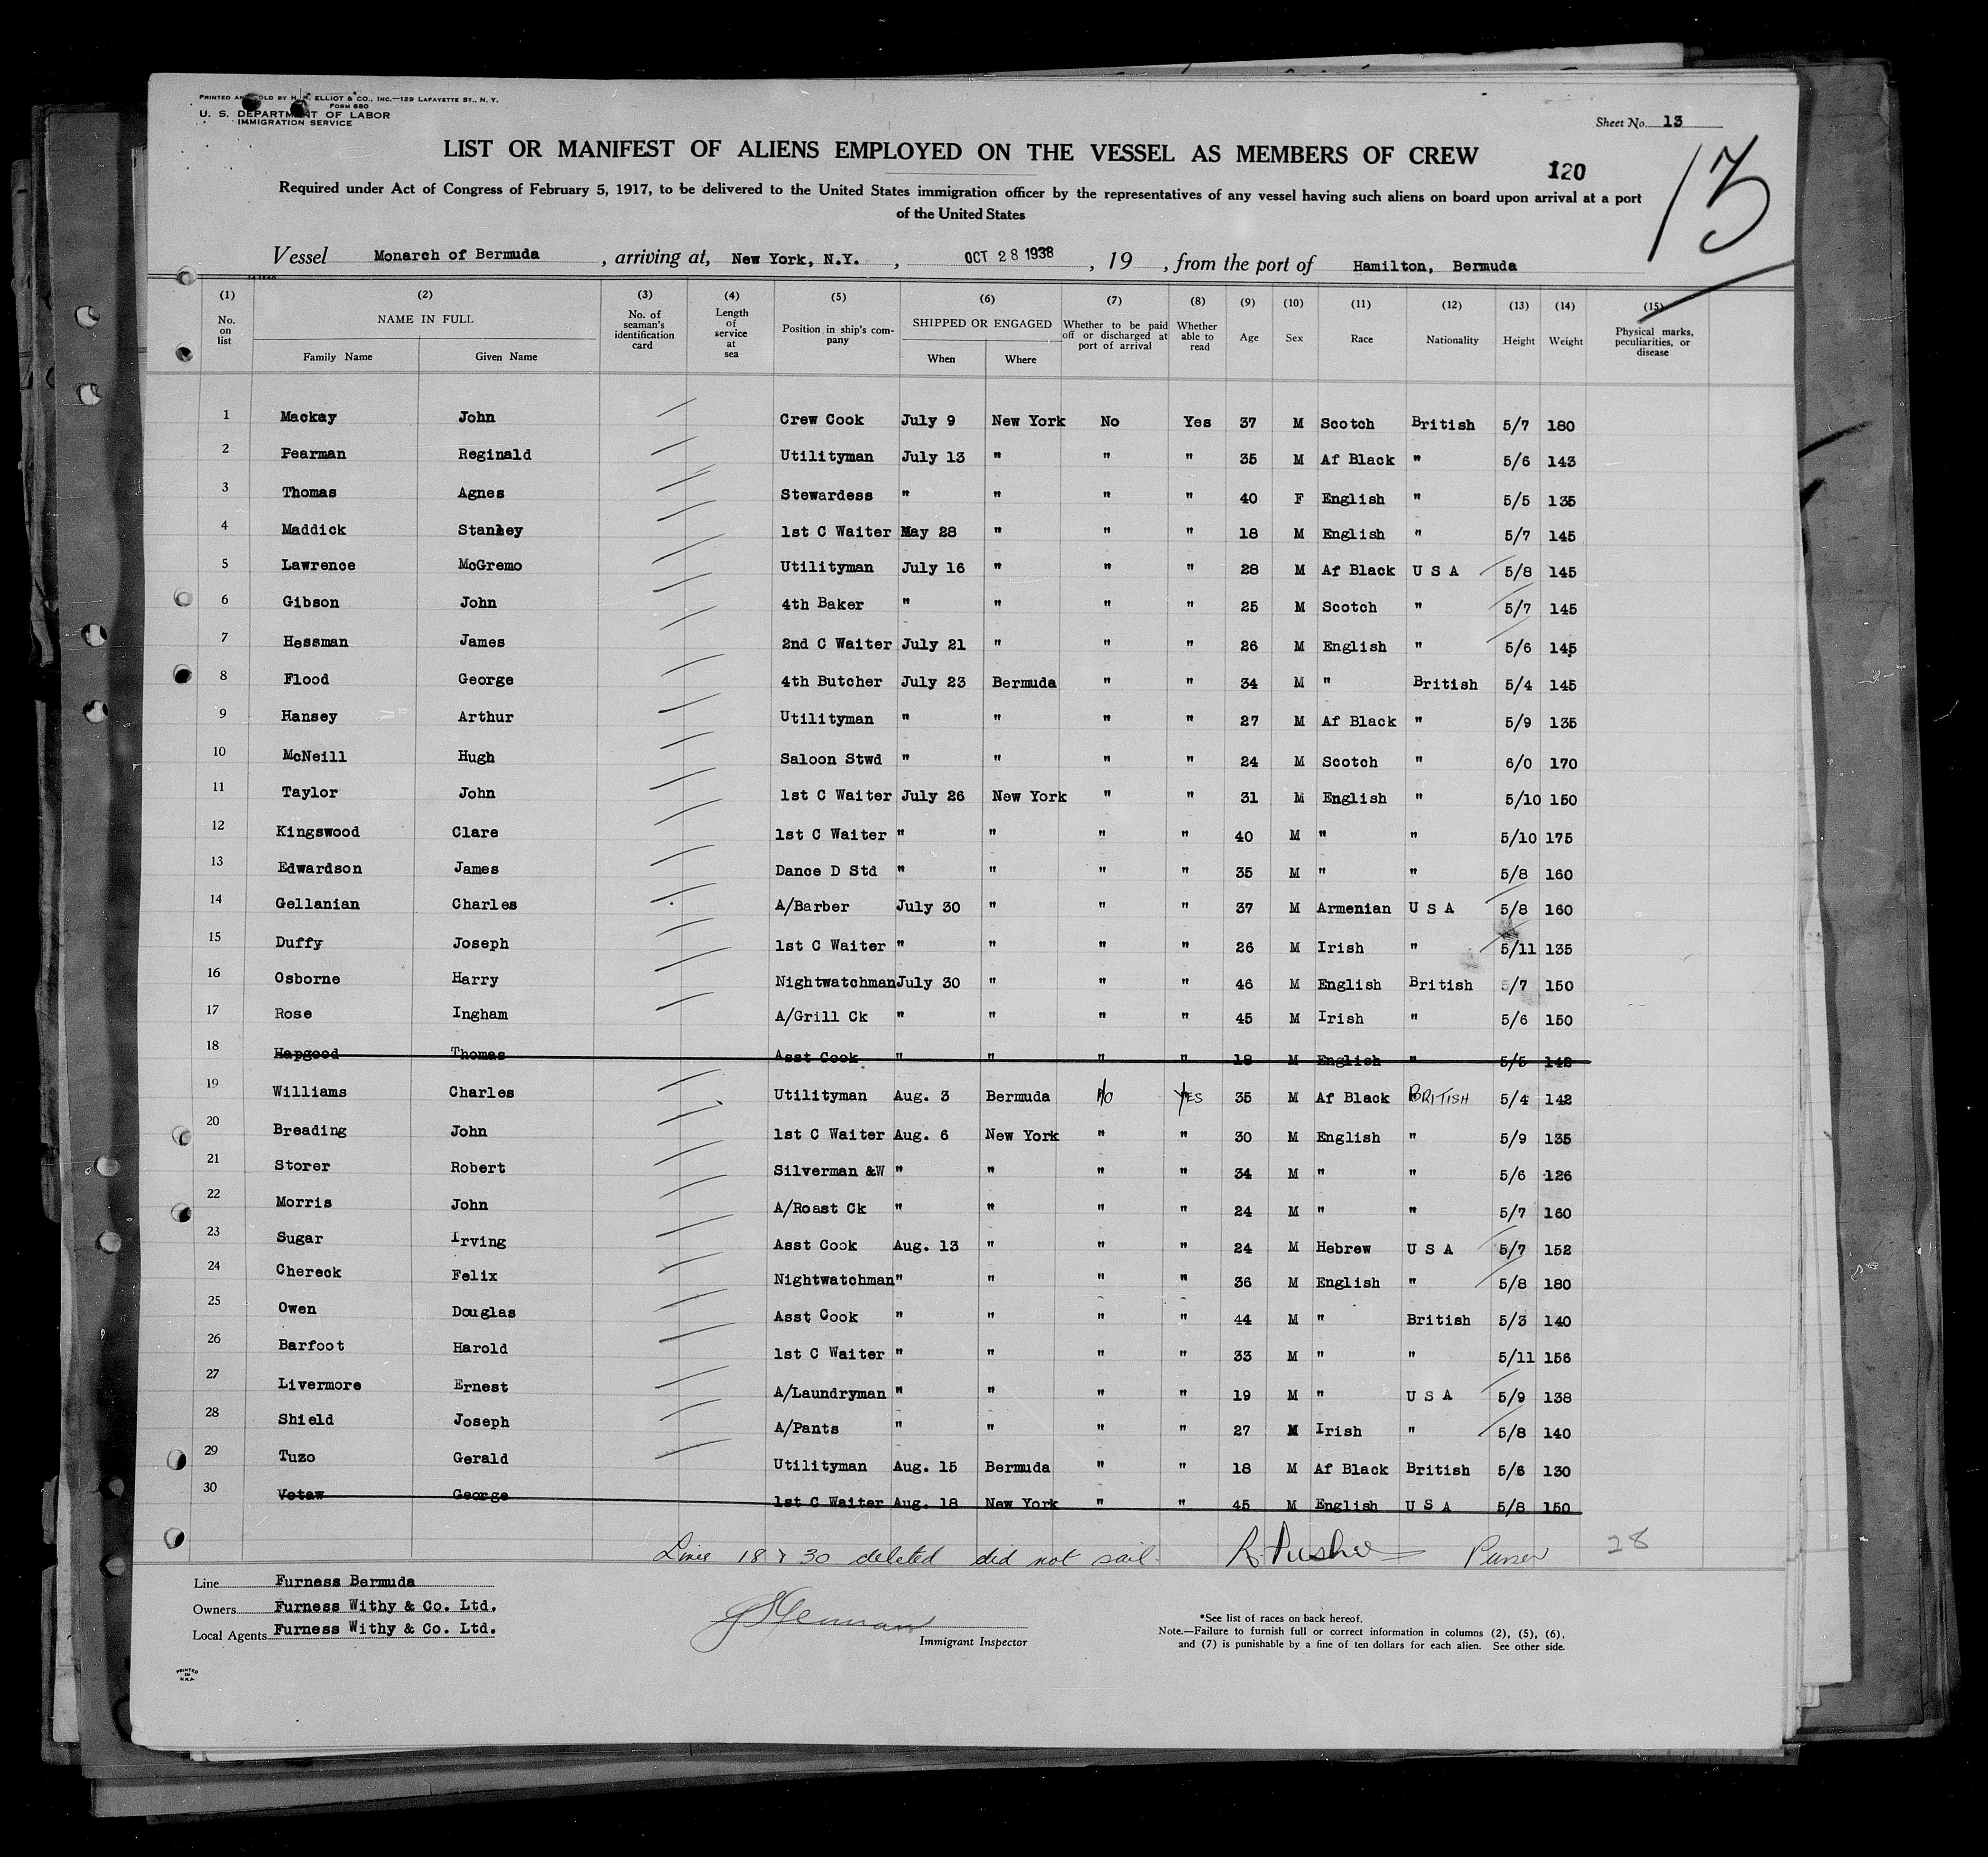 PRINTED AND SOLD BY H. N. ELLIOT & CO., INC.—129 LAFAYETTE ST., N. Y.
FORM 680
U. S. DEPARTMENT OF LABOR
IMMIGRATION SERVICE
Sheet No. 13
LIST OR MANIFEST OF ALIENS EMPLOYED ON THE VESSEL AS MEMBERS OF CREW
120
13
Required under Act of Congress of February 5, 1917, to be delivered to the United States immigration officer by the representatives of any vessel having such aliens on board upon arrival at a port
of the United States
Vessel Monarch of Bermuda, arriving at, New York, N.Y., OCT 28 1938, 19, from the port of Hamilton, Bermuda
(1) (2) (3) (4) (5) (6) (7) (8) (9) (10) (11) (12) (13) (14) (15)
No. on list NAME IN FULL Family Name Given Name No. of seaman's identification card Length of service at sea Position in ship's company SHIPPED OR ENGAGED When Where Whether to be paid off or discharged at port of arrival Whether able to read Age Sex Race Nationality Height Weight Physical marks, peculiarities, or disease
1 Mackay John Crew Cook July 9 New York No Yes 37 M Scotch British 5/7 180
2 Pearman Reginald Utilityman July 13 " " " " 35 M Af Black " 5/6 143
3 Thomas Agnes Stewardess " " " " 40 F English " 5/5 135
4 Maddick Stanley 1st C Waiter May 28 " " " 18 M English " 5/7 145
5 Lawrence McGremo Utilityman July 16 " " " 28 M Af Black U S A 5/8 145
6 Gibson John 4th Baker " " " " 25 M Scotch " 5/7 145
7 Hessman James 2nd C Waiter July 21 " " " 26 M English " 5/6 145
8 Flood George 4th Butcher July 23 Bermuda " " 34 M " British 5/4 145
9 Hansey Arthur Utilityman " " " " 27 M Af Black " 5/9 135
10 McNeill Hugh Saloon Stwd " " " " 24 M Scotch " 6/0 170
11 Taylor John 1st C Waiter July 26 New York " " 31 M English " 5/10 150
12 Kingswood Clare 1st C Waiter " " " " 40 M " " 5/10 175
13 Edwardson James Dance D Std " " " " 35 M " " 5/8 160
14 Gellanian Charles A/Barber July 30 " " " 37 M Armenian U S A 5/8 160
15 Duffy Joseph 1st C Waiter " " " " 26 M Irish " 5/11 135
16 Osborne Harry Nightwatchman July 30 " " " 46 M English British 5/7 150
17 Rose Ingham A/Grill Ck " " " " 45 M Irish " 5/6 150
18 Hapgood Thomas Asst Cook " " " " 18 M English " 5/5 142
19 Williams Charles Utilityman Aug. 3 Bermuda NO YES 35 M Af Black BRITISH 5/4 142
20 Breading John 1st C Waiter Aug. 6 New York " " 30 M English " 5/9 135
21 Storer Robert Silverman &W " " " " 34 M " " 5/6 126
22 Morris John A/Roast Ck " " " " 24 M " " 5/7 160
23 Sugar Irving Asst Cook Aug. 13 " " " 24 M Hebrew U S A 5/7 152
24 Chereck Felix Nightwatchman " " " " 36 M English " 5/8 180
25 Owen Douglas Asst Cook " " " " 44 M " British 5/3 140
26 Barfoot Harold 1st C Waiter " " " " 33 M " " 5/11 156
27 Livermore Ernest A/Laundryman " " " " 19 M " U S A 5/9 138
28 Shield Joseph A/Pants " " " " 27 M Irish " 5/8 140
29 Tuzo Gerald Utilityman Aug. 15 Bermuda " " 18 M Af Black British 5/6 130
30 Votaw George 1st C Waiter Aug. 18 New York " " 45 M English U S A 5/8 150
Lines 18 & 30 deleted did not sail. Purser 28
Line Furness Bermuda
Owners Furness Withy & Co. Ltd.
Local Agents Furness Withy & Co. Ltd.
Immigrant Inspector
*See list of races on back hereof.
Note.—Failure to furnish full or correct information in columns (2), (5), (6),
and (7) is punishable by a fine of ten dollars for each alien. See other side.
PRINTED
IN
U.S.A.